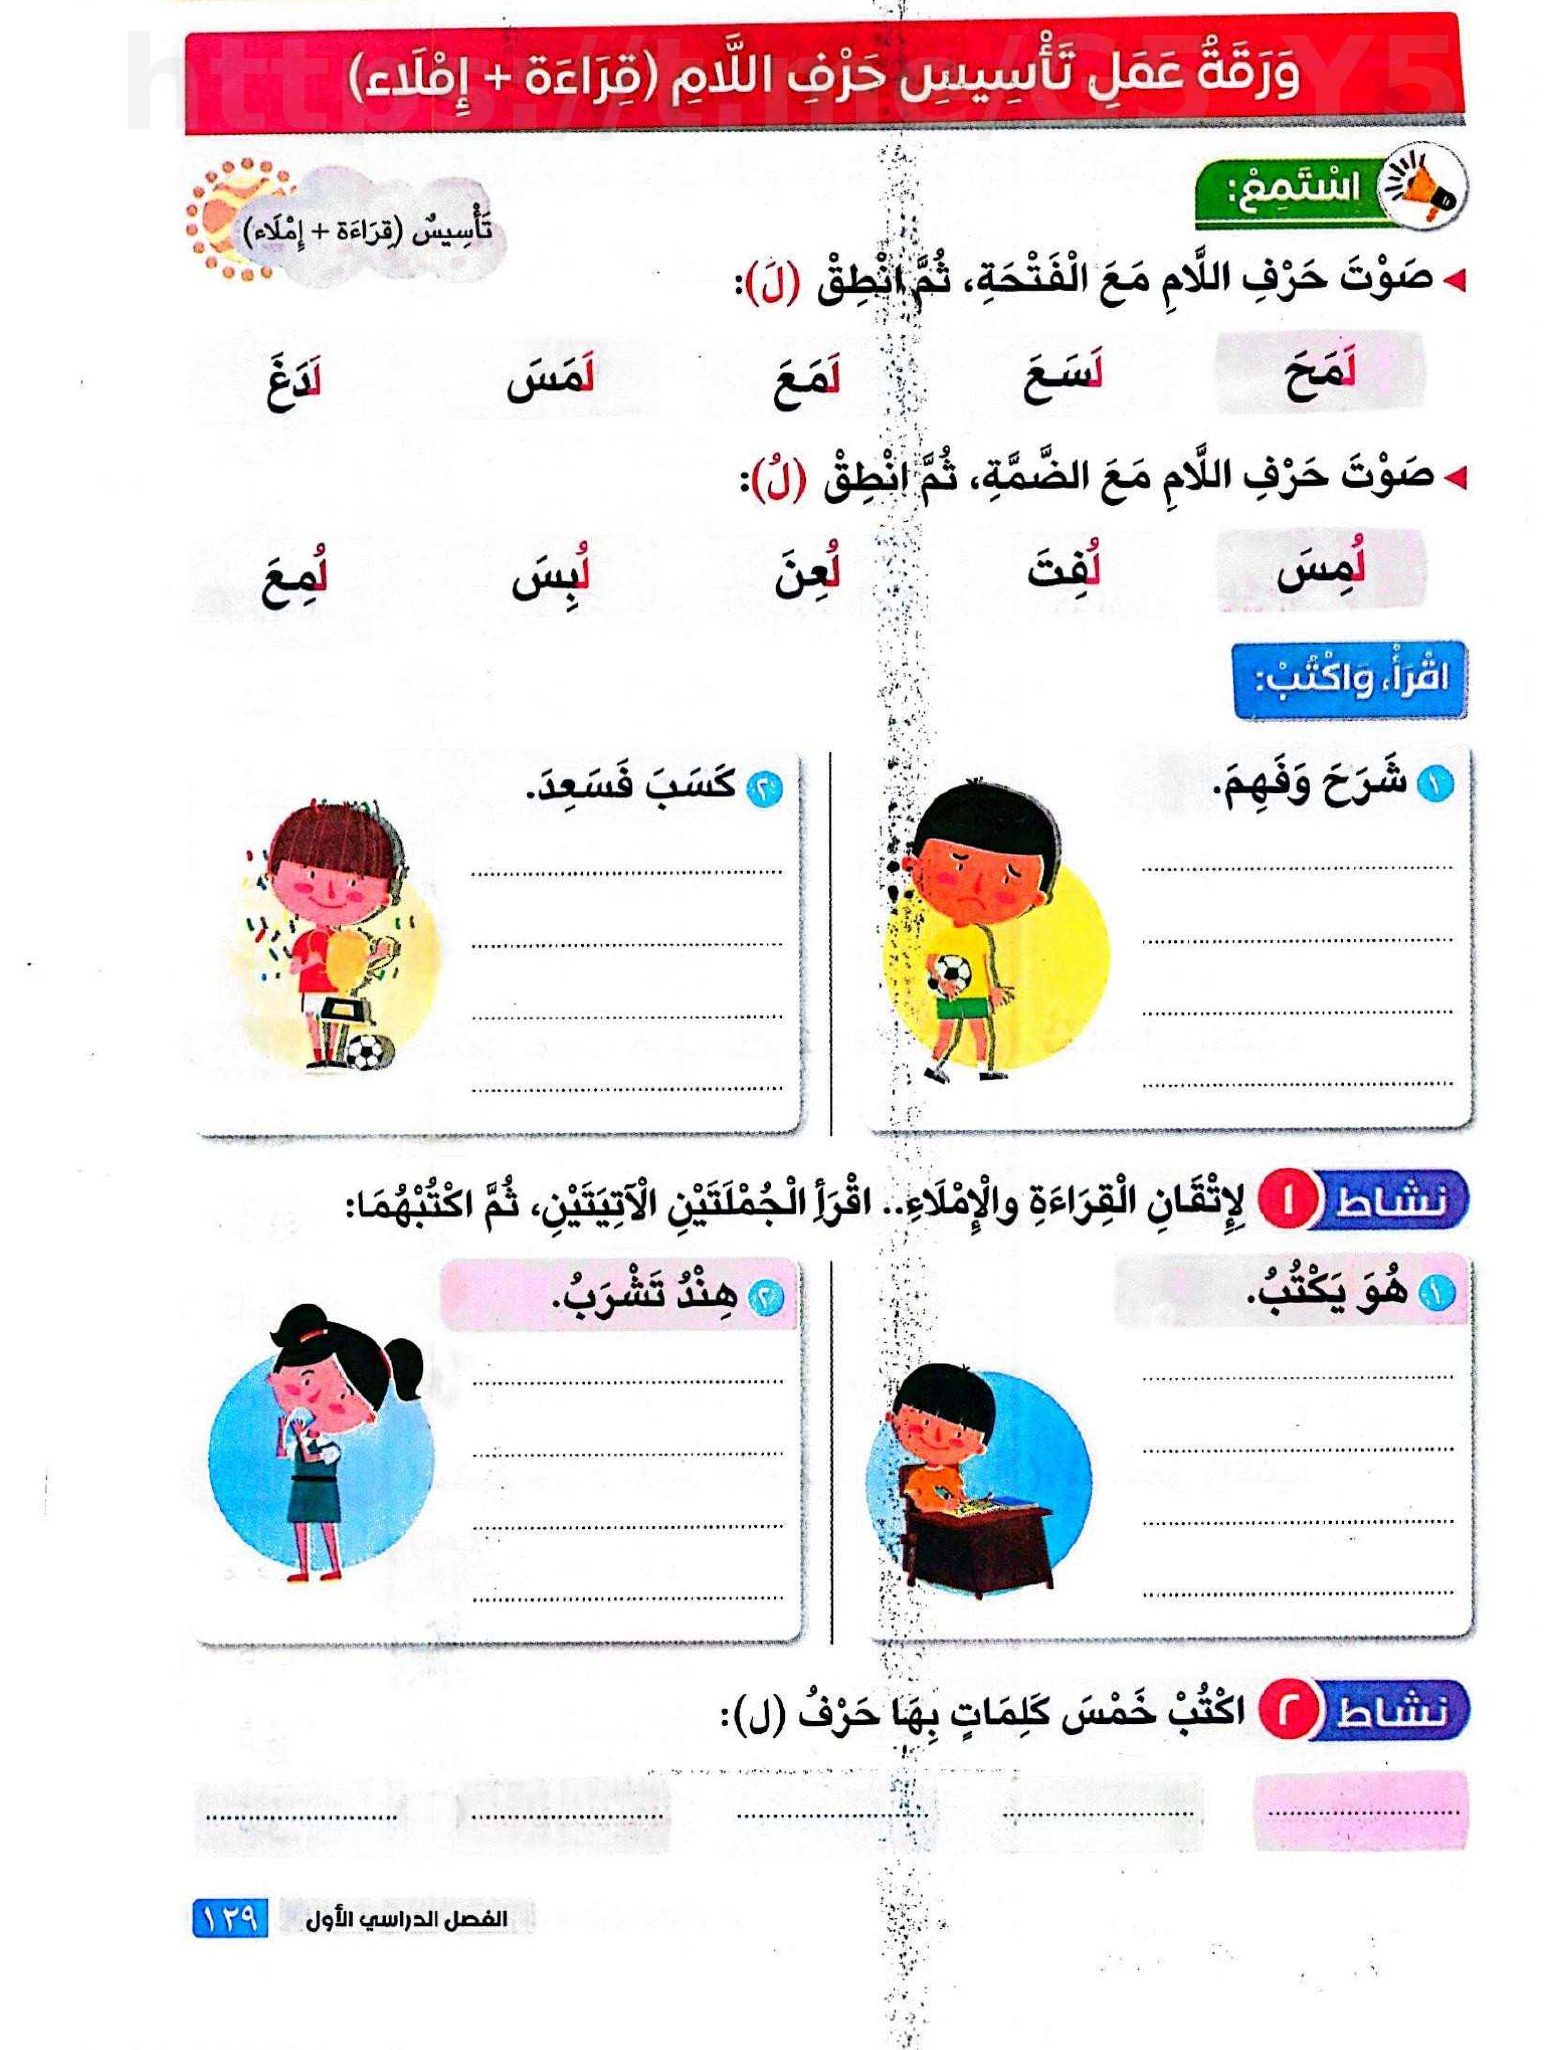 وَرَقَةُ عَمَلِ تَأْسِيسِ حَرْفِ اللَّامِ (قِرَاءَة + إِمْلَاء)
اسْتَمِعْ:
تَأْسِيسٌ (قِرَاءَة + إِمْلَاء)
صَوْتَ حَرْفِ اللَّامِ مَعَ الْفَتْحَةِ، ثُمَّ انْطِقْ (لَ):
لَمَحَ لَسَعَ لَمَعَ لَمَسَ لَدَغَ
صَوْتَ حَرْفِ اللَّامِ مَعَ الضَّمَّةِ، ثُمَّ انْطِقْ (لُ):
لُمِسَ لُفِتَ لُعِنَ لُبِسَ لُمِعَ
اقْرَأْ، وَاكْتُبْ:
١ شَرَحَ وَفَهِمَ.
٢ كَسَبَ فَسَعِدَ.
نشاط ١ لِإِتْقَانِ الْقِرَاءَةِ والْإِمْلَاءِ.. اقْرَأِ الْجُمْلَتَيْنِ الْآتِيَتَيْنِ، ثُمَّ اكْتُبْهُمَا:
١ هُوَ يَكْتُبُ.
٢ هِنْدُ تَشْرَبُ.
نشاط ٢ اكْتُبْ خَمْسَ كَلِمَاتٍ بِهَا حَرْفُ (ل):
الفصل الدراسي الأول ١٢٩